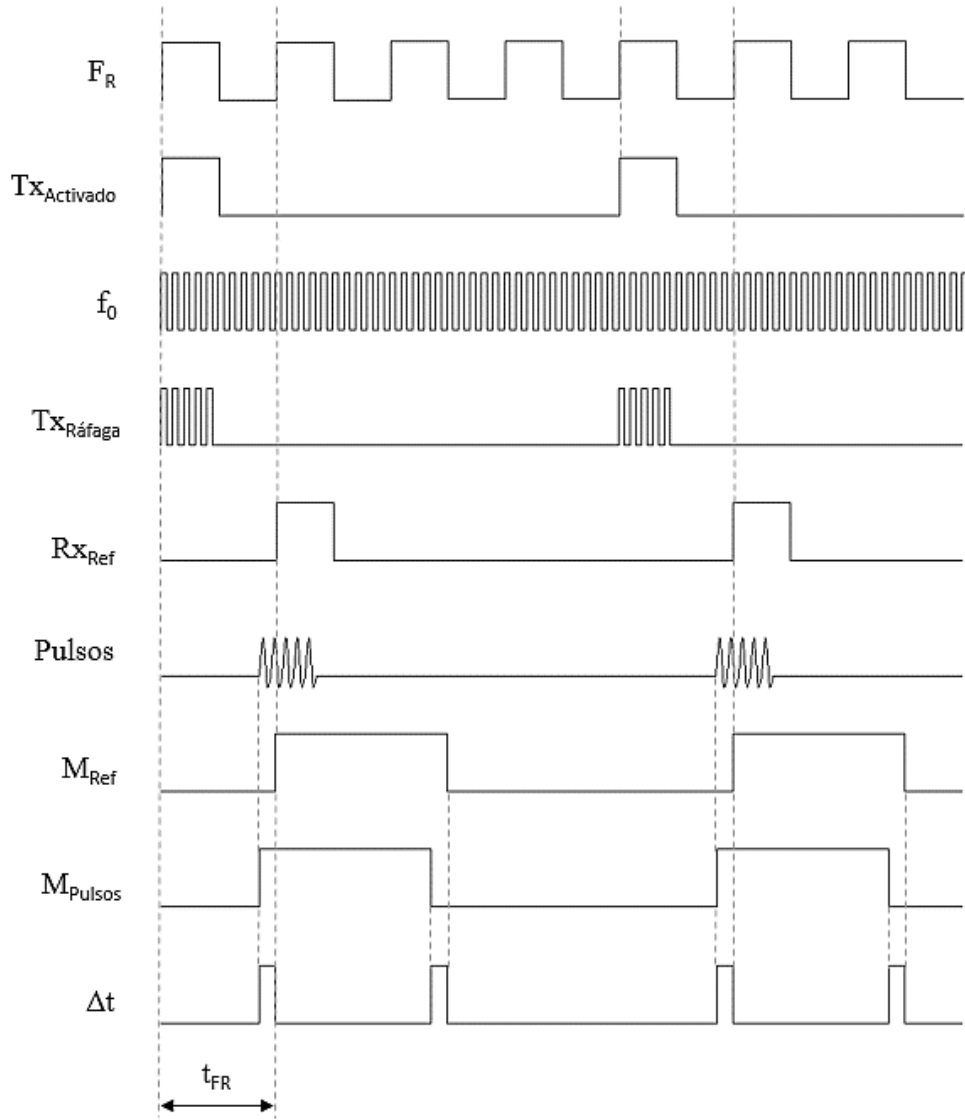 F_R
Tx_Activado
f_0
Tx_Ráfaga
Rx_Ref
Pulsos
M_Ref
M_Pulsos
Δt
t_FR